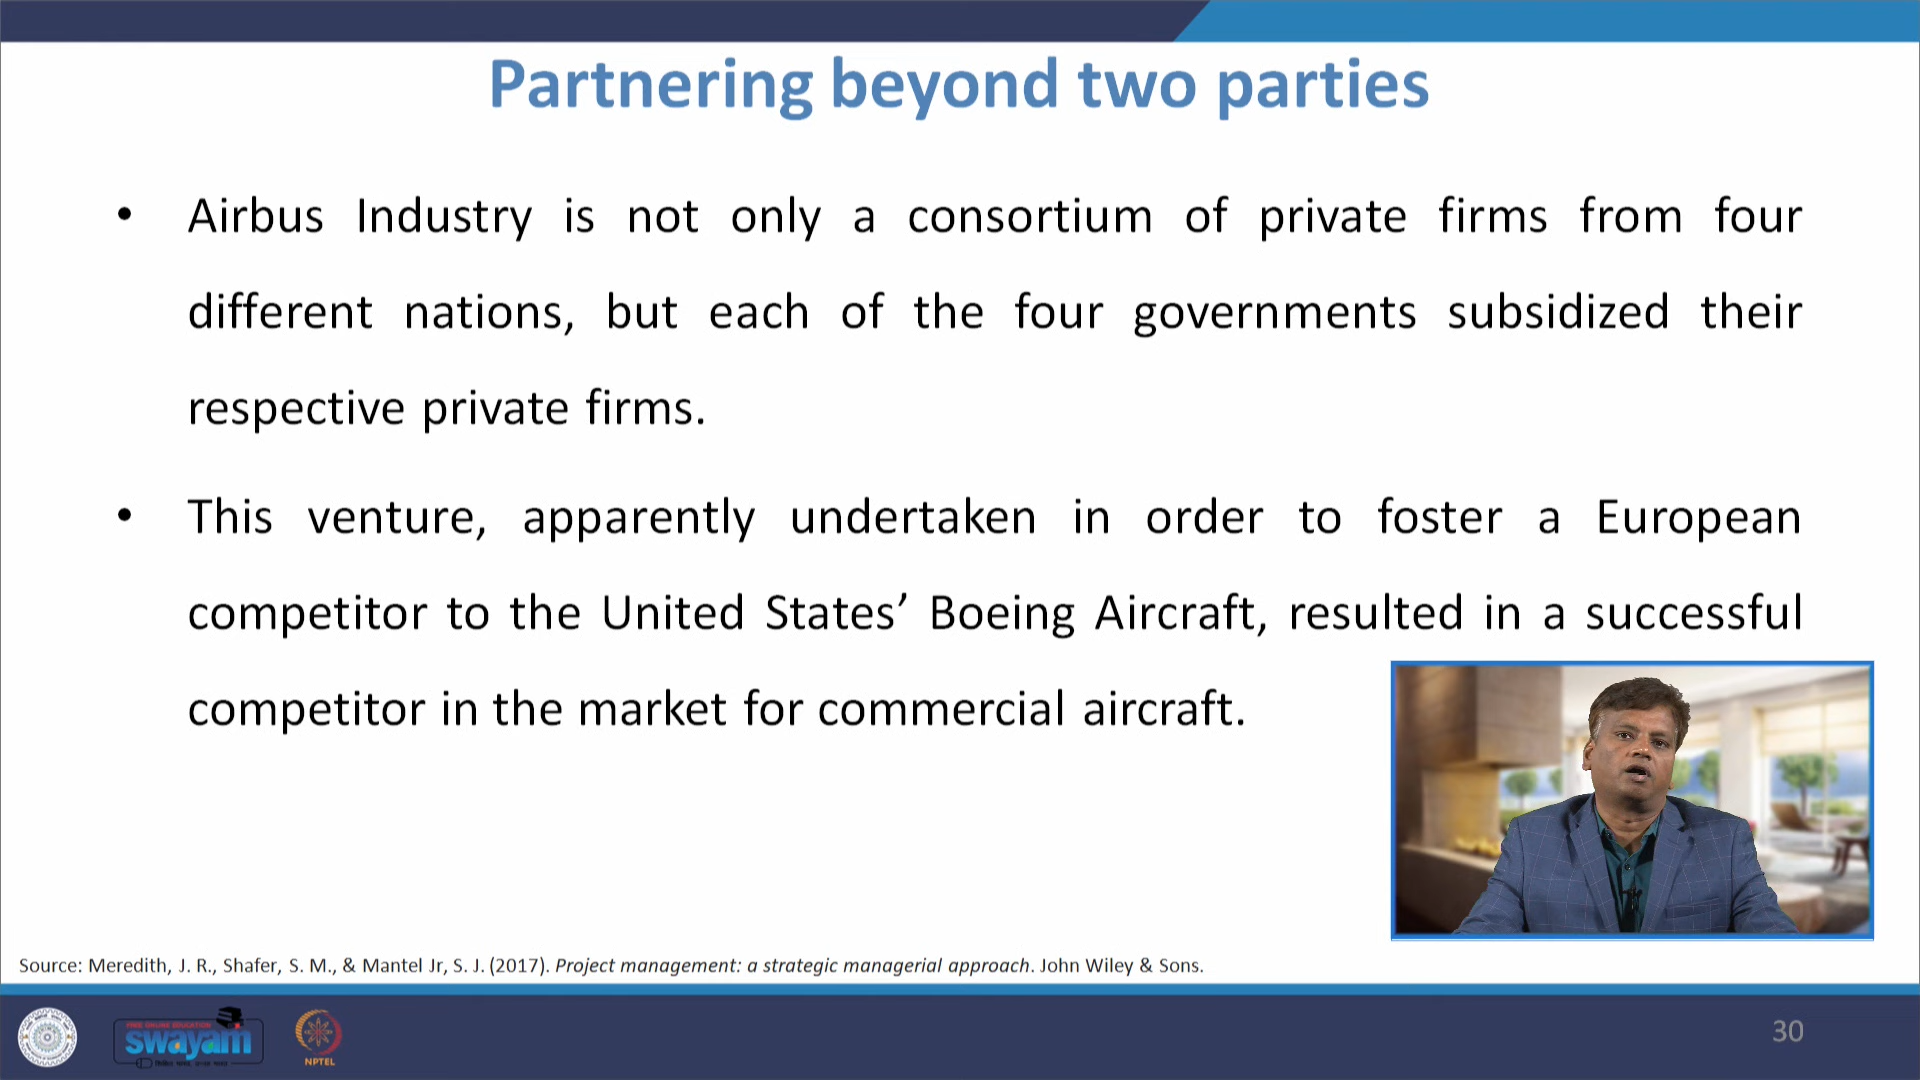 Partnering beyond two parties
• Airbus Industry is not only a consortium of private firms from four
different nations, but each of the four governments subsidized their
respective private firms.
• This venture, apparently undertaken in order to foster a European
competitor to the United States’ Boeing Aircraft, resulted in a successful
competitor in the market for commercial aircraft.
Source: Meredith, J. R., Shafer, S. M., & Mantel Jr, S. J. (2017). Project management: a strategic managerial approach. John Wiley & Sons.
FREE ONLINE EDUCATION
swayam
NPTEL
30